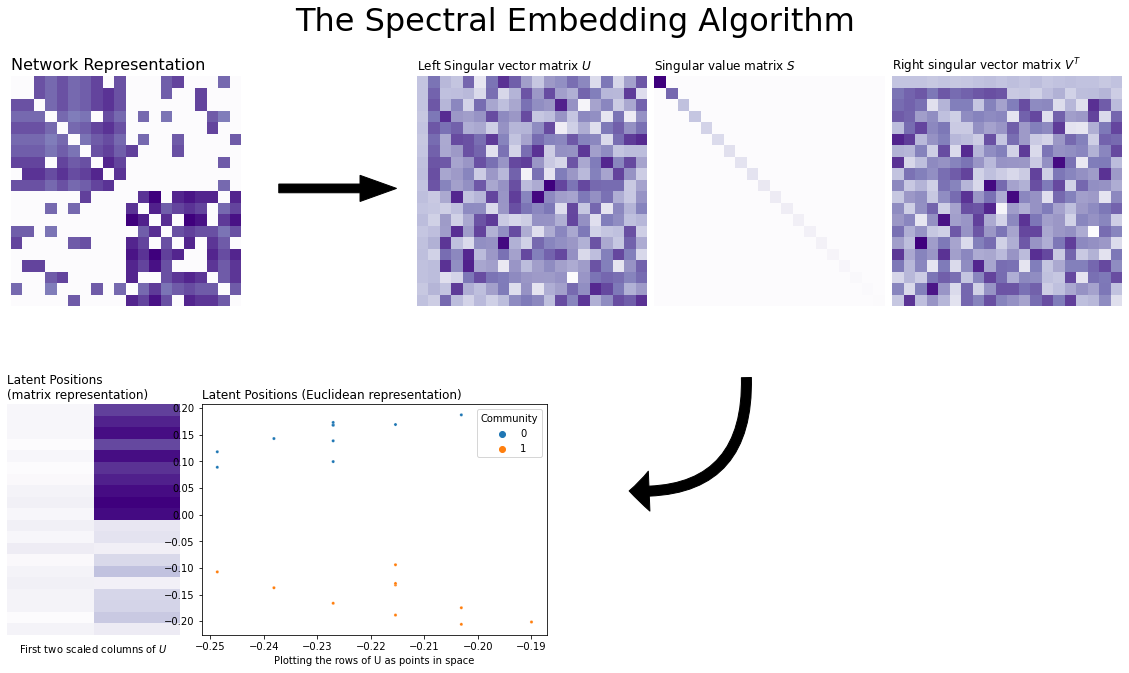 The Spectral Embedding Algorithm
Network Representation
Left Singular vector matrix U
Singular value matrix S
Right singular vector matrix V^T
Latent Positions
(matrix representation)
First two scaled columns of U
Latent Positions (Euclidean representation)
Community
0
1
0.20
0.15
0.10
0.05
0.00
−0.05
−0.10
−0.15
−0.20
−0.25 −0.24 −0.23 −0.22 −0.21 −0.20 −0.19
Plotting the rows of U as points in space